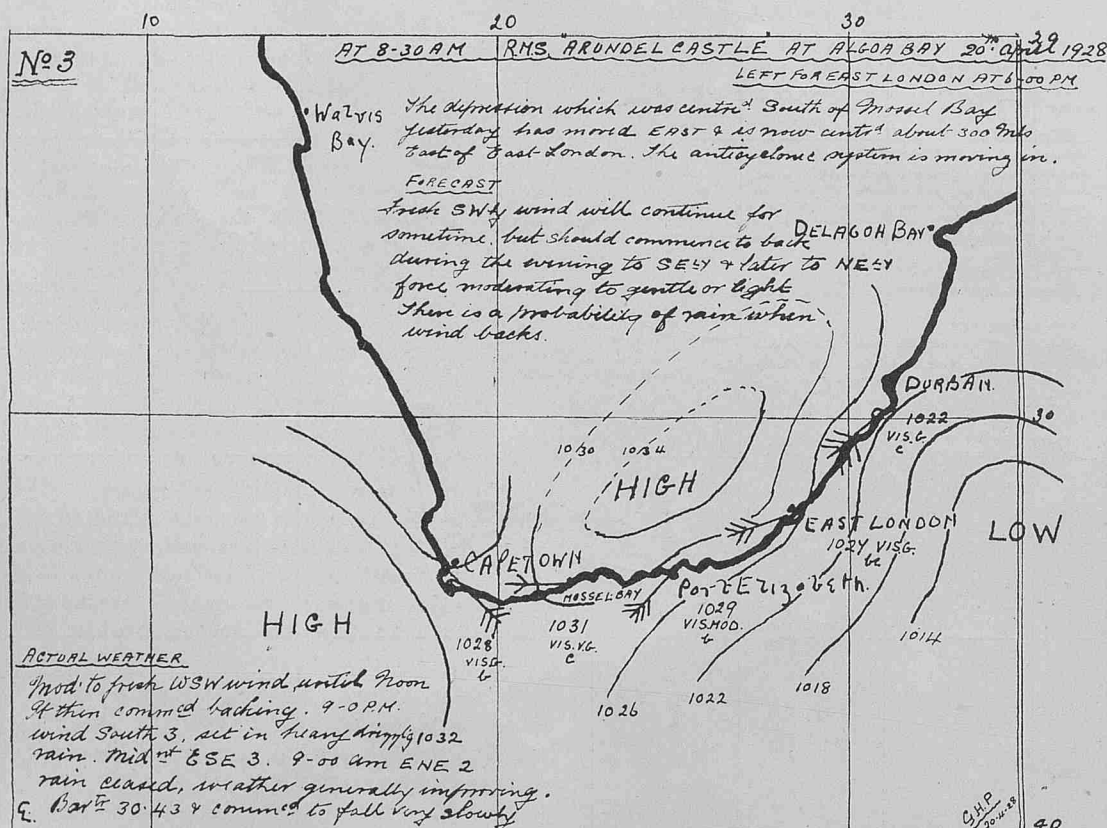 10 20 30
No 3
AT 8-30 AM RMS "ARUNDEL CASTLE" AT ALGOA BAY 20th April 1928
LEFT FOR EAST LONDON AT 6-00 PM
The depression which was centrd South of Mossel Bay
yesterday has moved EAST & is now centrd about 300 mls
East of East-London. The anticyclonic system is moving in.
FORECAST
Fresh SWly wind will continue for
sometime, but should commence to back
during the evening to SEly & later to NEly
force moderating to gentle or light
There is a probability of rain when
wind backs.
Walvis
Bay.
DELAGOH BAY
DURBAN.
1022
VIS.G.
C
30
1030 1034
HIGH
EAST LONDON
1024 VIS.G.
bc
LOW
CAPETOWN
MOSSEL BAY
Port Elizabeth.
1029
VIS.MOD.
b
HIGH
1028
VIS.G.
b
1031
VIS.V.G.
C
1014
1018
1022
1026
1032
ACTUAL WEATHER
Mod to fresh WSW wind until Noon
It then commcd backing. 9-0 P.M.
wind South 3, set in heavy
rain. Midnt ESE 3. 9-00 am ENE 2
rain ceased, weather generally improving.
Bartr 30.43 & commcd to fall very slowly
G.H.P
20-4-28
40